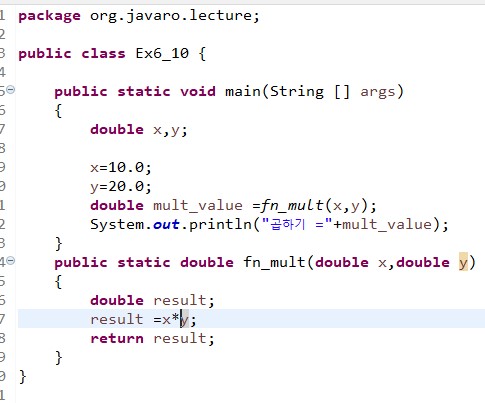 1 package org.javaro.lecture;
2
3 public class Ex6_10 {
4
5 public static void main(String [] args)
6 {
7 double x,y;
8
9 x=10.0;
0 y=20.0;
1 double mult_value =fn_mult(x,y);
2 System.out.println("곱하기 ="+mult_value);
3 }
4 public static double fn_mult(double x,double y)
5 {
6 double result;
7 result =x*y;
8 return result;
9 }
0 }
1